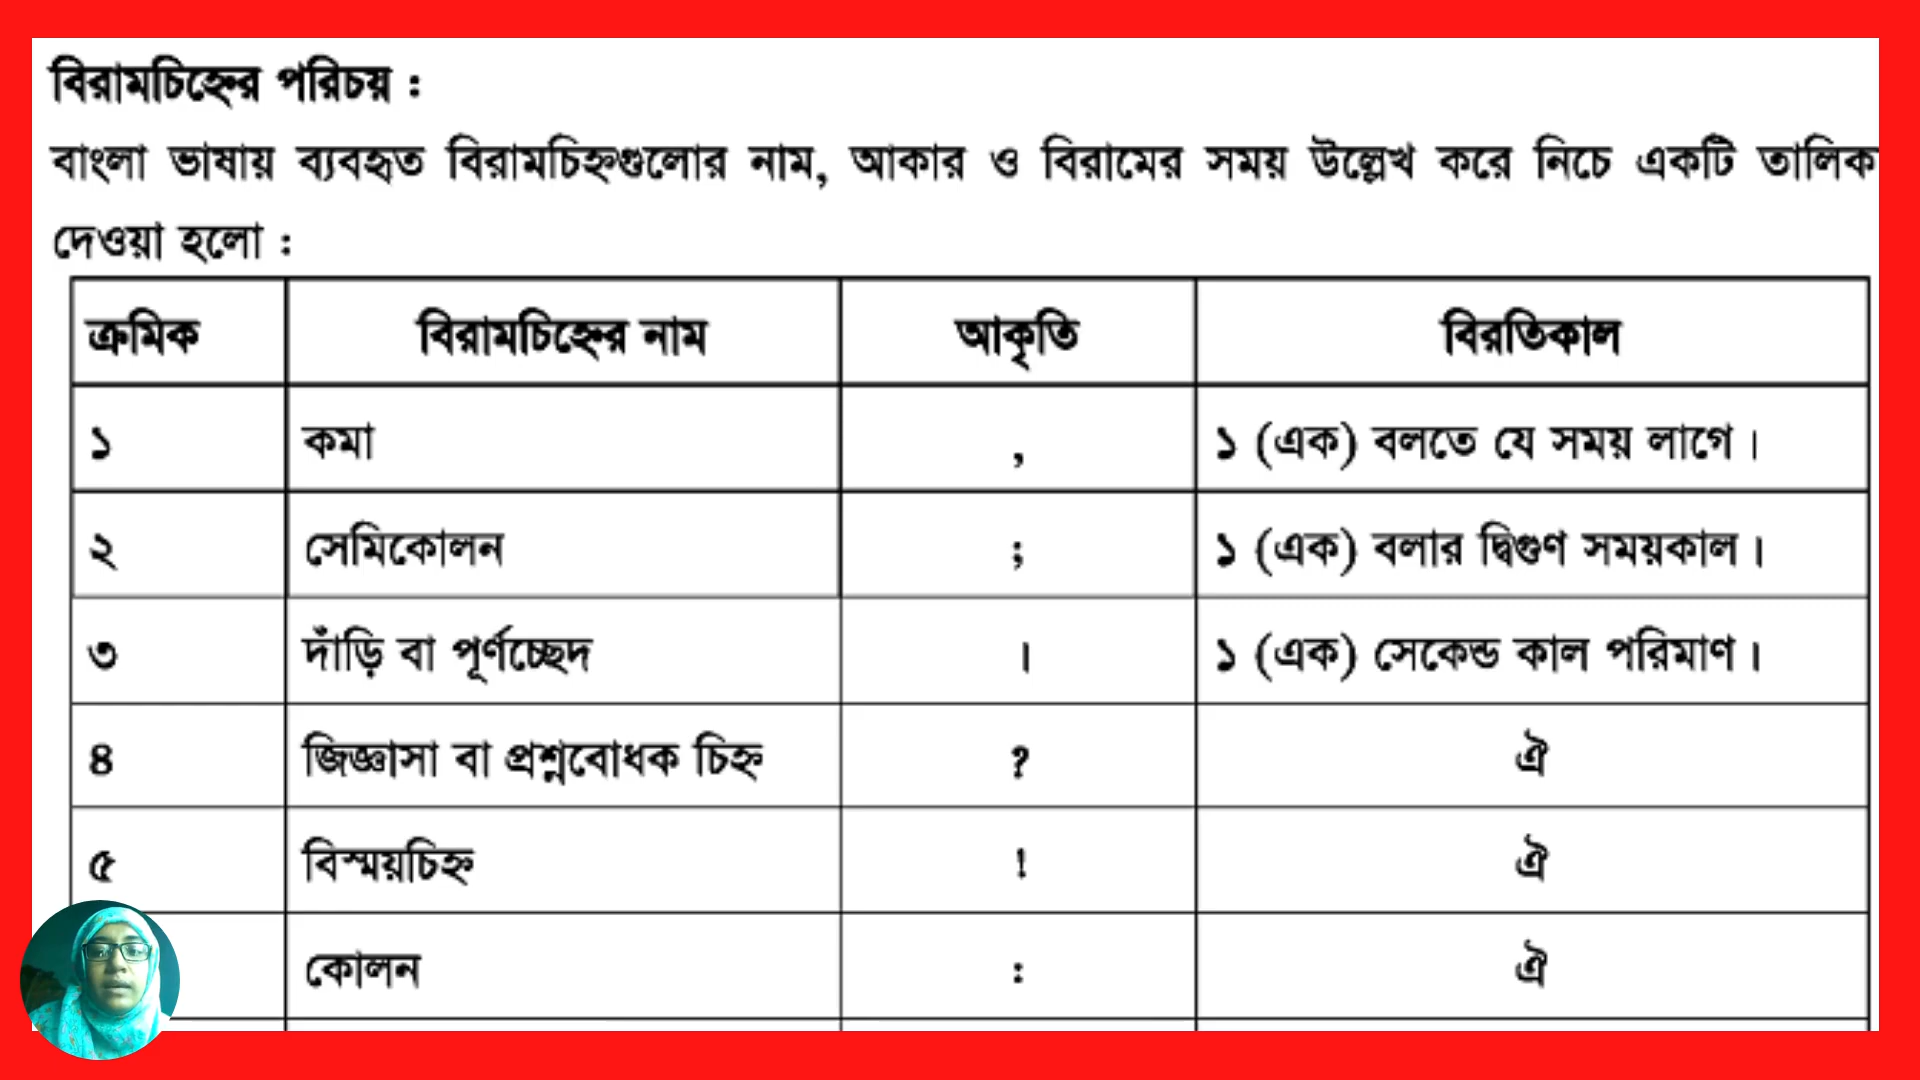 বিরামচিহ্নের পরিচয় :
বাংলা ভাষায় ব্যবহৃত বিরামচিহ্নগুলোর নাম, আকার ও বিরামের সময় উল্লেখ করে নিচে একটি তালিক
দেওয়া হলো :
ক্রমিক বিরামচিহ্নের নাম আকৃতি বিরতিকাল
১ কমা , ১ (এক) বলতে যে সময় লাগে।
২ সেমিকোলন ; ১ (এক) বলার দ্বিগুণ সময়কাল।
৩ দাঁড়ি বা পূর্ণচ্ছেদ । ১ (এক) সেকেন্ড কাল পরিমাণ।
৪ জিজ্ঞাসা বা প্রশ্নবোধক চিহ্ন ? ঐ
৫ বিস্ময়চিহ্ন ! ঐ
কোলন : ঐ